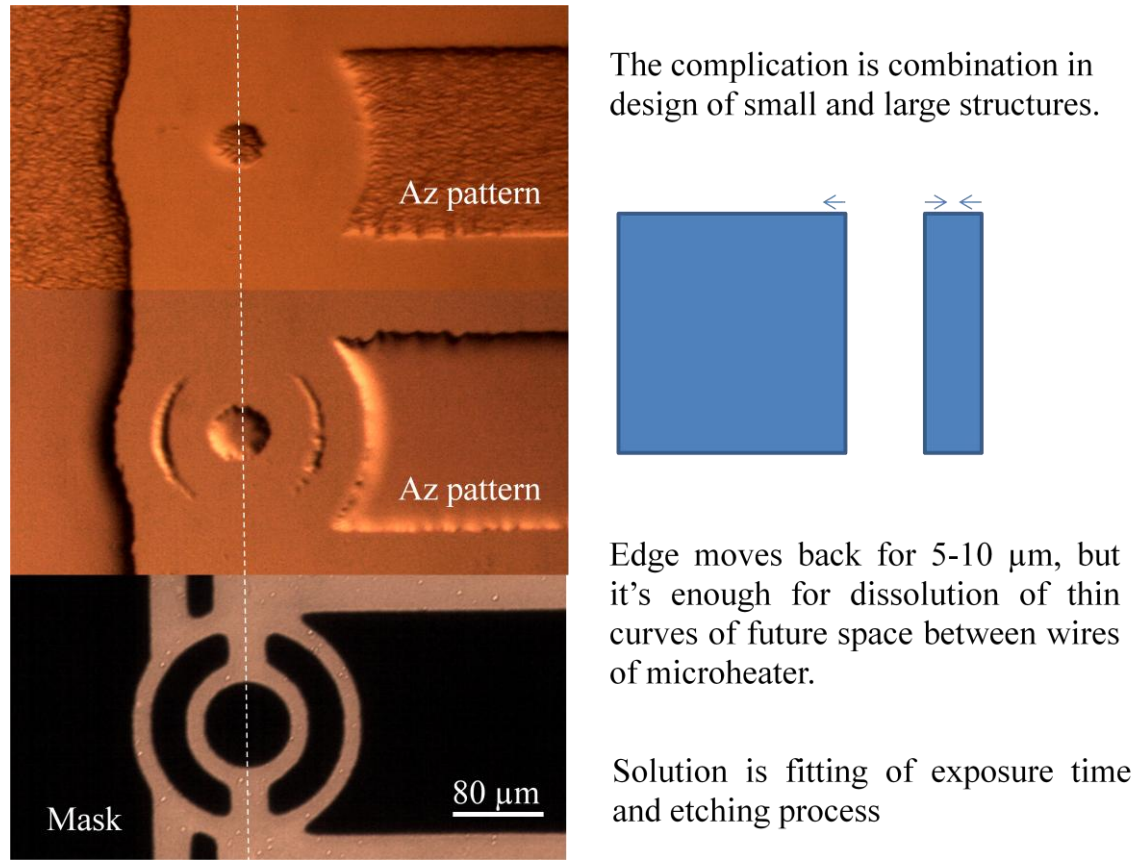 The complication is combination in
design of small and large structures.
Az pattern
Az pattern
Edge moves back for 5-10 µm, but
it’s enough for dissolution of thin
curves of future space between wires
of microheater.
80 µm
Mask
Solution is fitting of exposure time
and etching process